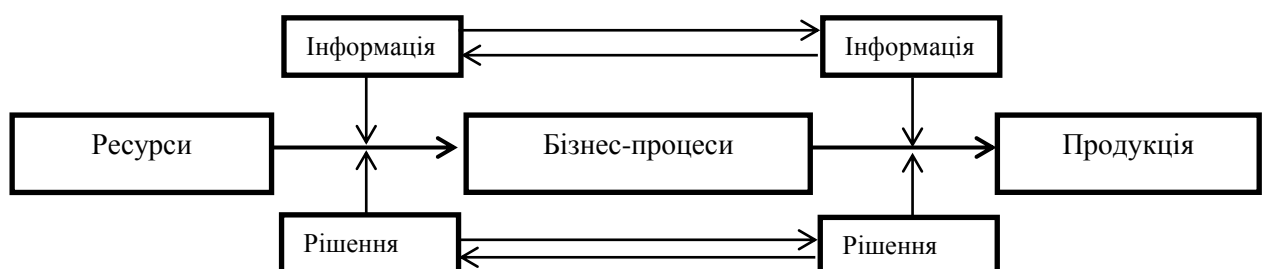 Інформація
Інформація
Ресурси
Бізнес-процеси
Продукція
Рішення
Рішення